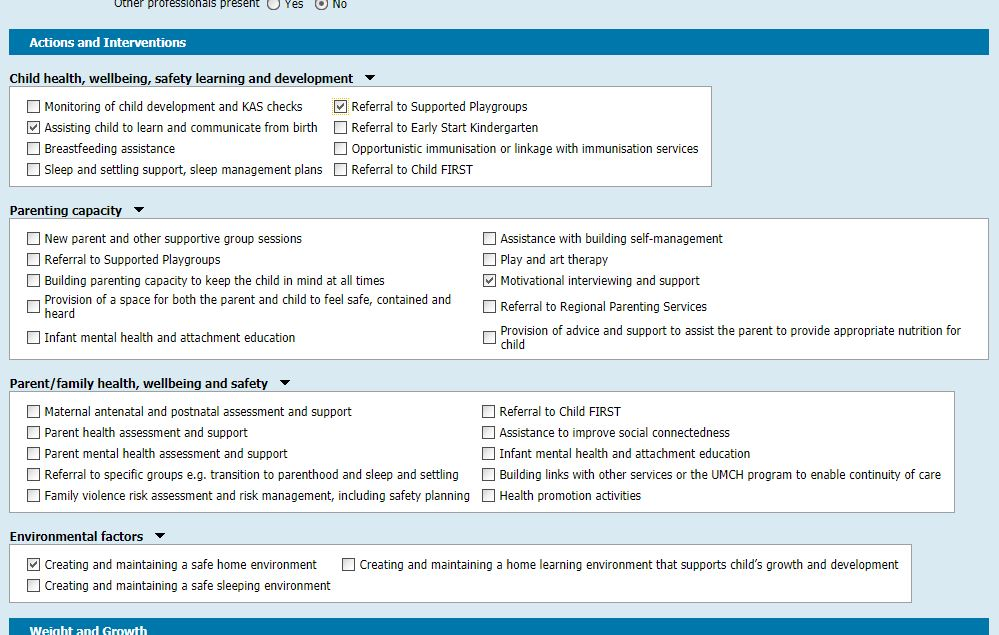 Other professionals present Yes No
Actions and Interventions
Child health, wellbeing, safety learning and development
Monitoring of child development and KAS checks
Referral to Supported Playgroups
Assisting child to learn and communicate from birth
Referral to Early Start Kindergarten
Breastfeeding assistance
Opportunistic immunisation or linkage with immunisation services
Sleep and settling support, sleep management plans
Referral to Child FIRST
Parenting capacity
New parent and other supportive group sessions
Assistance with building self-management
Referral to Supported Playgroups
Play and art therapy
Building parenting capacity to keep the child in mind at all times
Motivational interviewing and support
Provision of a space for both the parent and child to feel safe, contained and
heard
Referral to Regional Parenting Services
Infant mental health and attachment education
Provision of advice and support to assist the parent to provide appropriate nutrition for
child
Parent/family health, wellbeing and safety
Maternal antenatal and postnatal assessment and support
Referral to Child FIRST
Parent health assessment and support
Assistance to improve social connectedness
Parent mental health assessment and support
Infant mental health and attachment education
Referral to specific groups e.g. transition to parenthood and sleep and settling
Building links with other services or the UMCH program to enable continuity of care
Family violence risk assessment and risk management, including safety planning
Health promotion activities
Environmental factors
Creating and maintaining a safe home environment
Creating and maintaining a home learning environment that supports child's growth and development
Creating and maintaining a safe sleeping environment
Weight and Growth